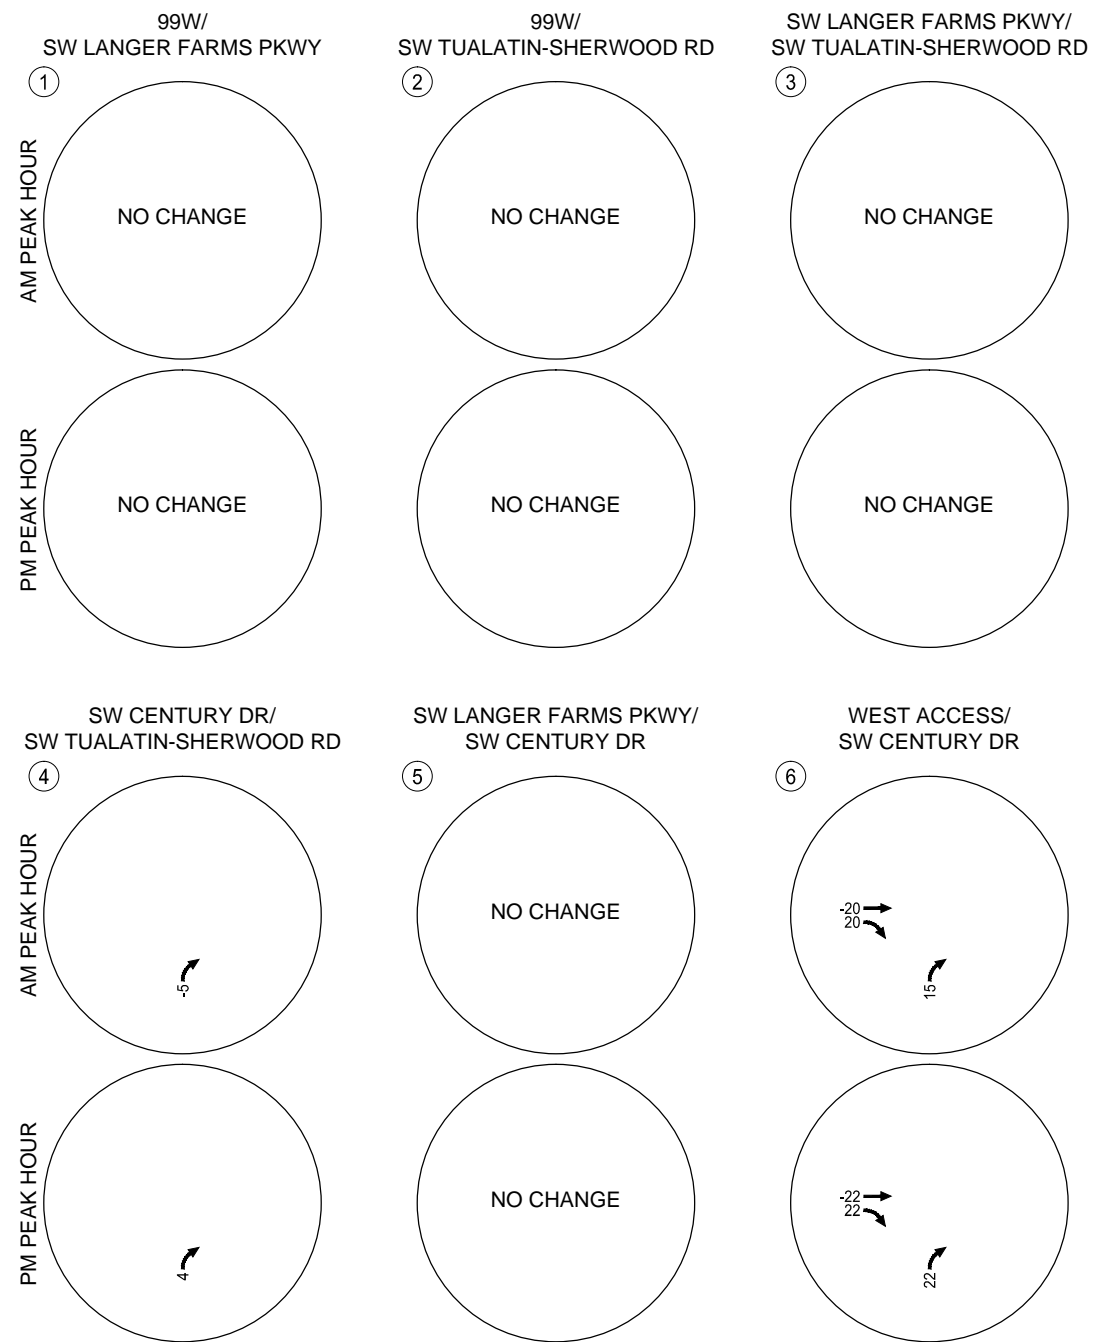 99W/
SW LANGER FARMS PKWY
1
99W/
SW TUALATIN-SHERWOOD RD
2
SW LANGER FARMS PKWY/
SW TUALATIN-SHERWOOD RD
3
AM PEAK HOUR
NO CHANGE
NO CHANGE
NO CHANGE
PM PEAK HOUR
NO CHANGE
NO CHANGE
NO CHANGE
SW CENTURY DR/
SW TUALATIN-SHERWOOD RD
4
SW LANGER FARMS PKWY/
SW CENTURY DR
5
WEST ACCESS/
SW CENTURY DR
6
AM PEAK HOUR
-5
NO CHANGE
-20
20
15
PM PEAK HOUR
4
NO CHANGE
-22
22
22